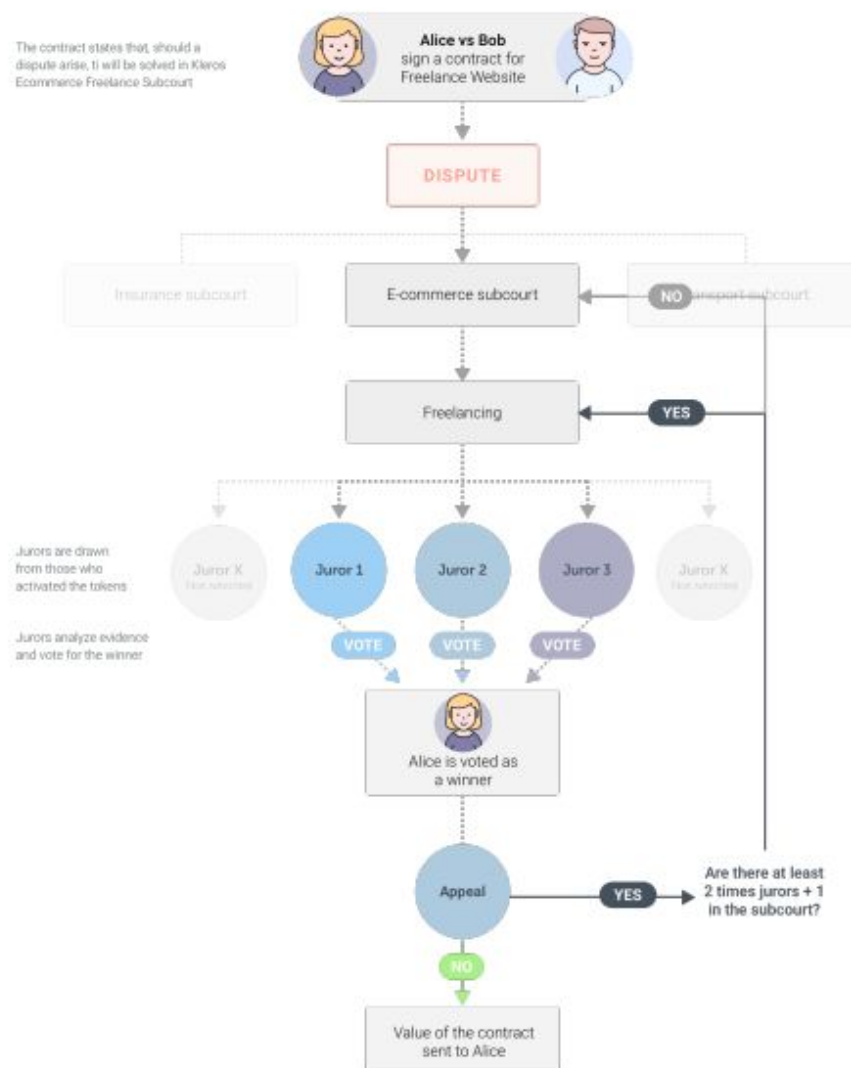 The contract states that, should a
dispute arise, ti will be solved in Kleros
Ecommerce Freelance Subcourt
Alice vs Bob
sign a contract for
Freelance Website
DISPUTE
Insurance subcourt
E-commerce subcourt
NO
subcourt
Freelancing
YES
Jurors are drawn
from those who
activated the tokens
Juror X
Juror 1
Juror 2
Juror 3
Juror X
Jurors analyze evidence
and vote for the winner
VOTE
VOTE
VOTE
Alice is voted as
a winner
Appeal
YES
Are there at least
2 times jurors + 1
in the subcourt?
NO
Value of the contract
sent to Alice